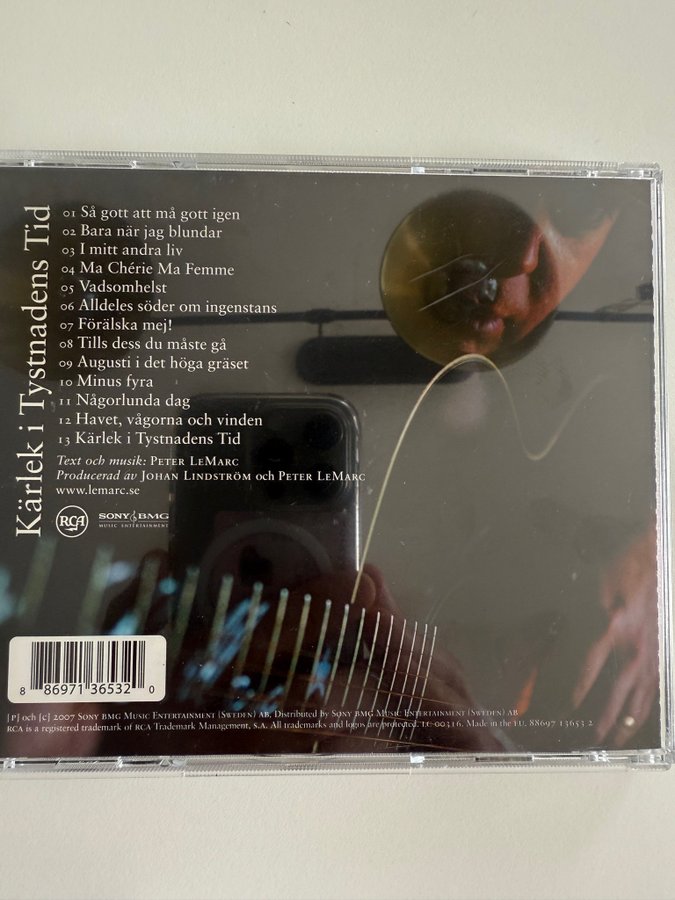 Kärlek i Tystnadens Tid
01 Så gott att må gott igen
02 Bara när jag blundar
03 I mitt andra liv
04 Ma Chérie Ma Femme
05 Vadsomhelst
06 Alldeles söder om ingenstans
07 Förälska mej!
08 Tills dess du måste gå
09 Augusti i det höga gräset
10 Minus fyra
11 Någorlunda dag
12 Havet, vågorna och vinden
13 Kärlek i Tystnadens Tid
Text och musik: Peter LeMarc
Producerad av Johan Lindström och Peter LeMarc
www.lemarc.se
RCA
SONY BMG
MUSIC ENTERTAINMENT
8 86971 36532 0
[P] och [C] 2007 Sony BMG Music Entertainment (Sweden) AB. Distributed by Sony BMG Music Entertainment (Sweden) AB
RCA is a registered trademark of RCA Trademark Management, S.A. All trademarks and logos are protected. LC 00316. Made in the EU. 88697 13653 2